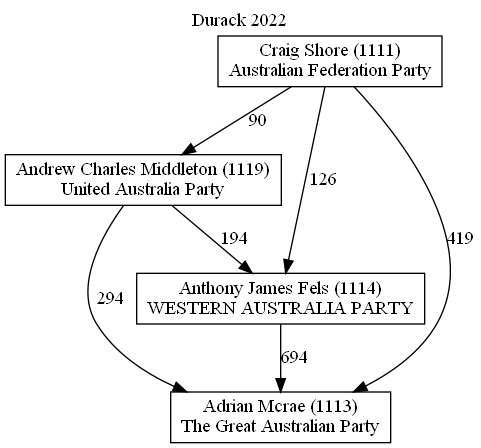 Durack 2022
Craig Shore (1111)
Australian Federation Party
90
Andrew Charles Middleton (1119)
United Australia Party
126
194
419
294
Anthony James Fels (1114)
WESTERN AUSTRALIA PARTY
694
Adrian Mcrae (1113)
The Great Australian Party